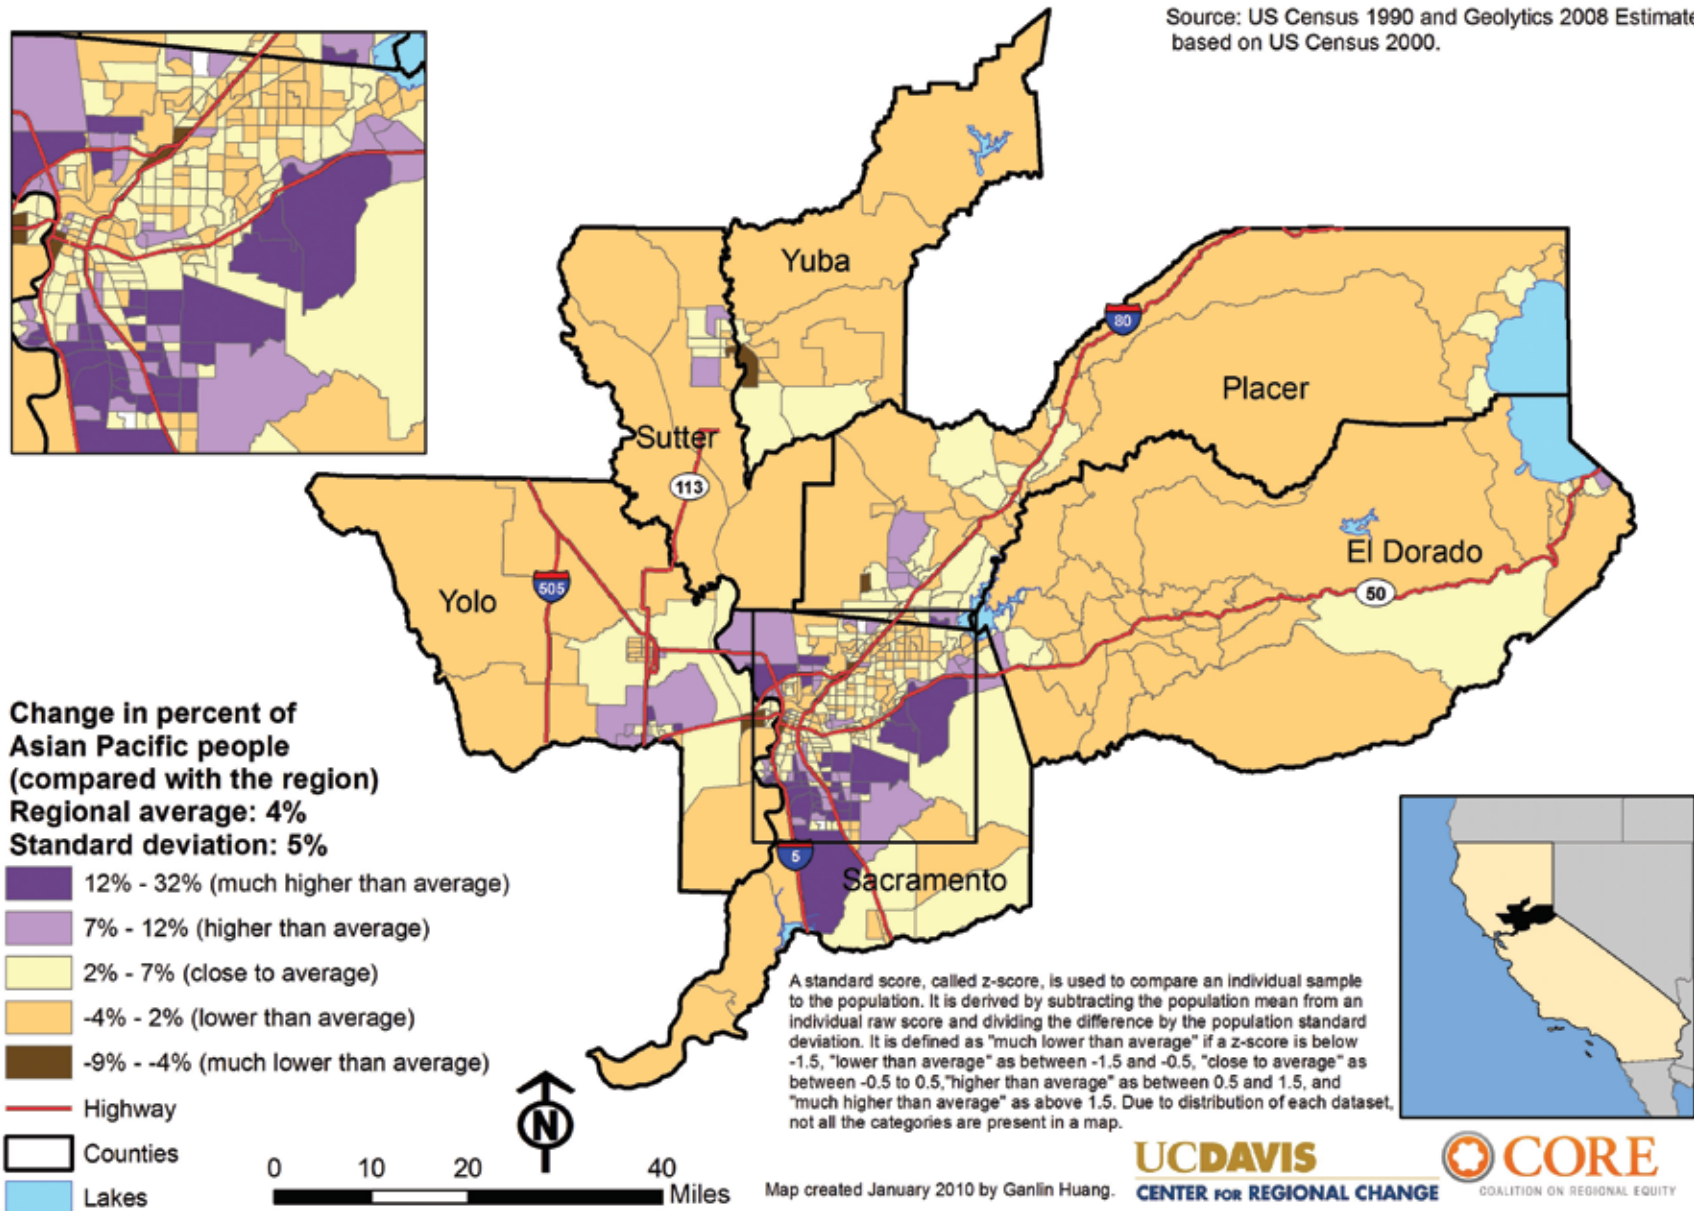 Source: US Census 1990 and Geolytics 2008 Estimate
based on US Census 2000.
Yuba
80
Placer
Sutter
113
El Dorado
50
505
Yolo
5
Sacramento
Change in percent of
Asian Pacific people
(compared with the region)
Regional average: 4%
Standard deviation: 5%
12% - 32% (much higher than average)
7% - 12% (higher than average)
2% - 7% (close to average)
-4% - 2% (lower than average)
-9% - -4% (much lower than average)
Highway
Counties
Lakes
N
0 10 20 40
Miles
A standard score, called z-score, is used to compare an individual sample
to the population. It is derived by subtracting the population mean from an
individual raw score and dividing the difference by the population standard
deviation. It is defined as "much lower than average" if a z-score is below
-1.5, "lower than average" as between -1.5 and -0.5, "close to average" as
between -0.5 to 0.5,"higher than average" as between 0.5 and 1.5, and
"much higher than average" as above 1.5. Due to distribution of each dataset,
not all the categories are present in a map.
Map created January 2010 by Ganlin Huang.
UCDAVIS
CENTER FOR REGIONAL CHANGE
CORE
COALITION ON REGIONAL EQUITY